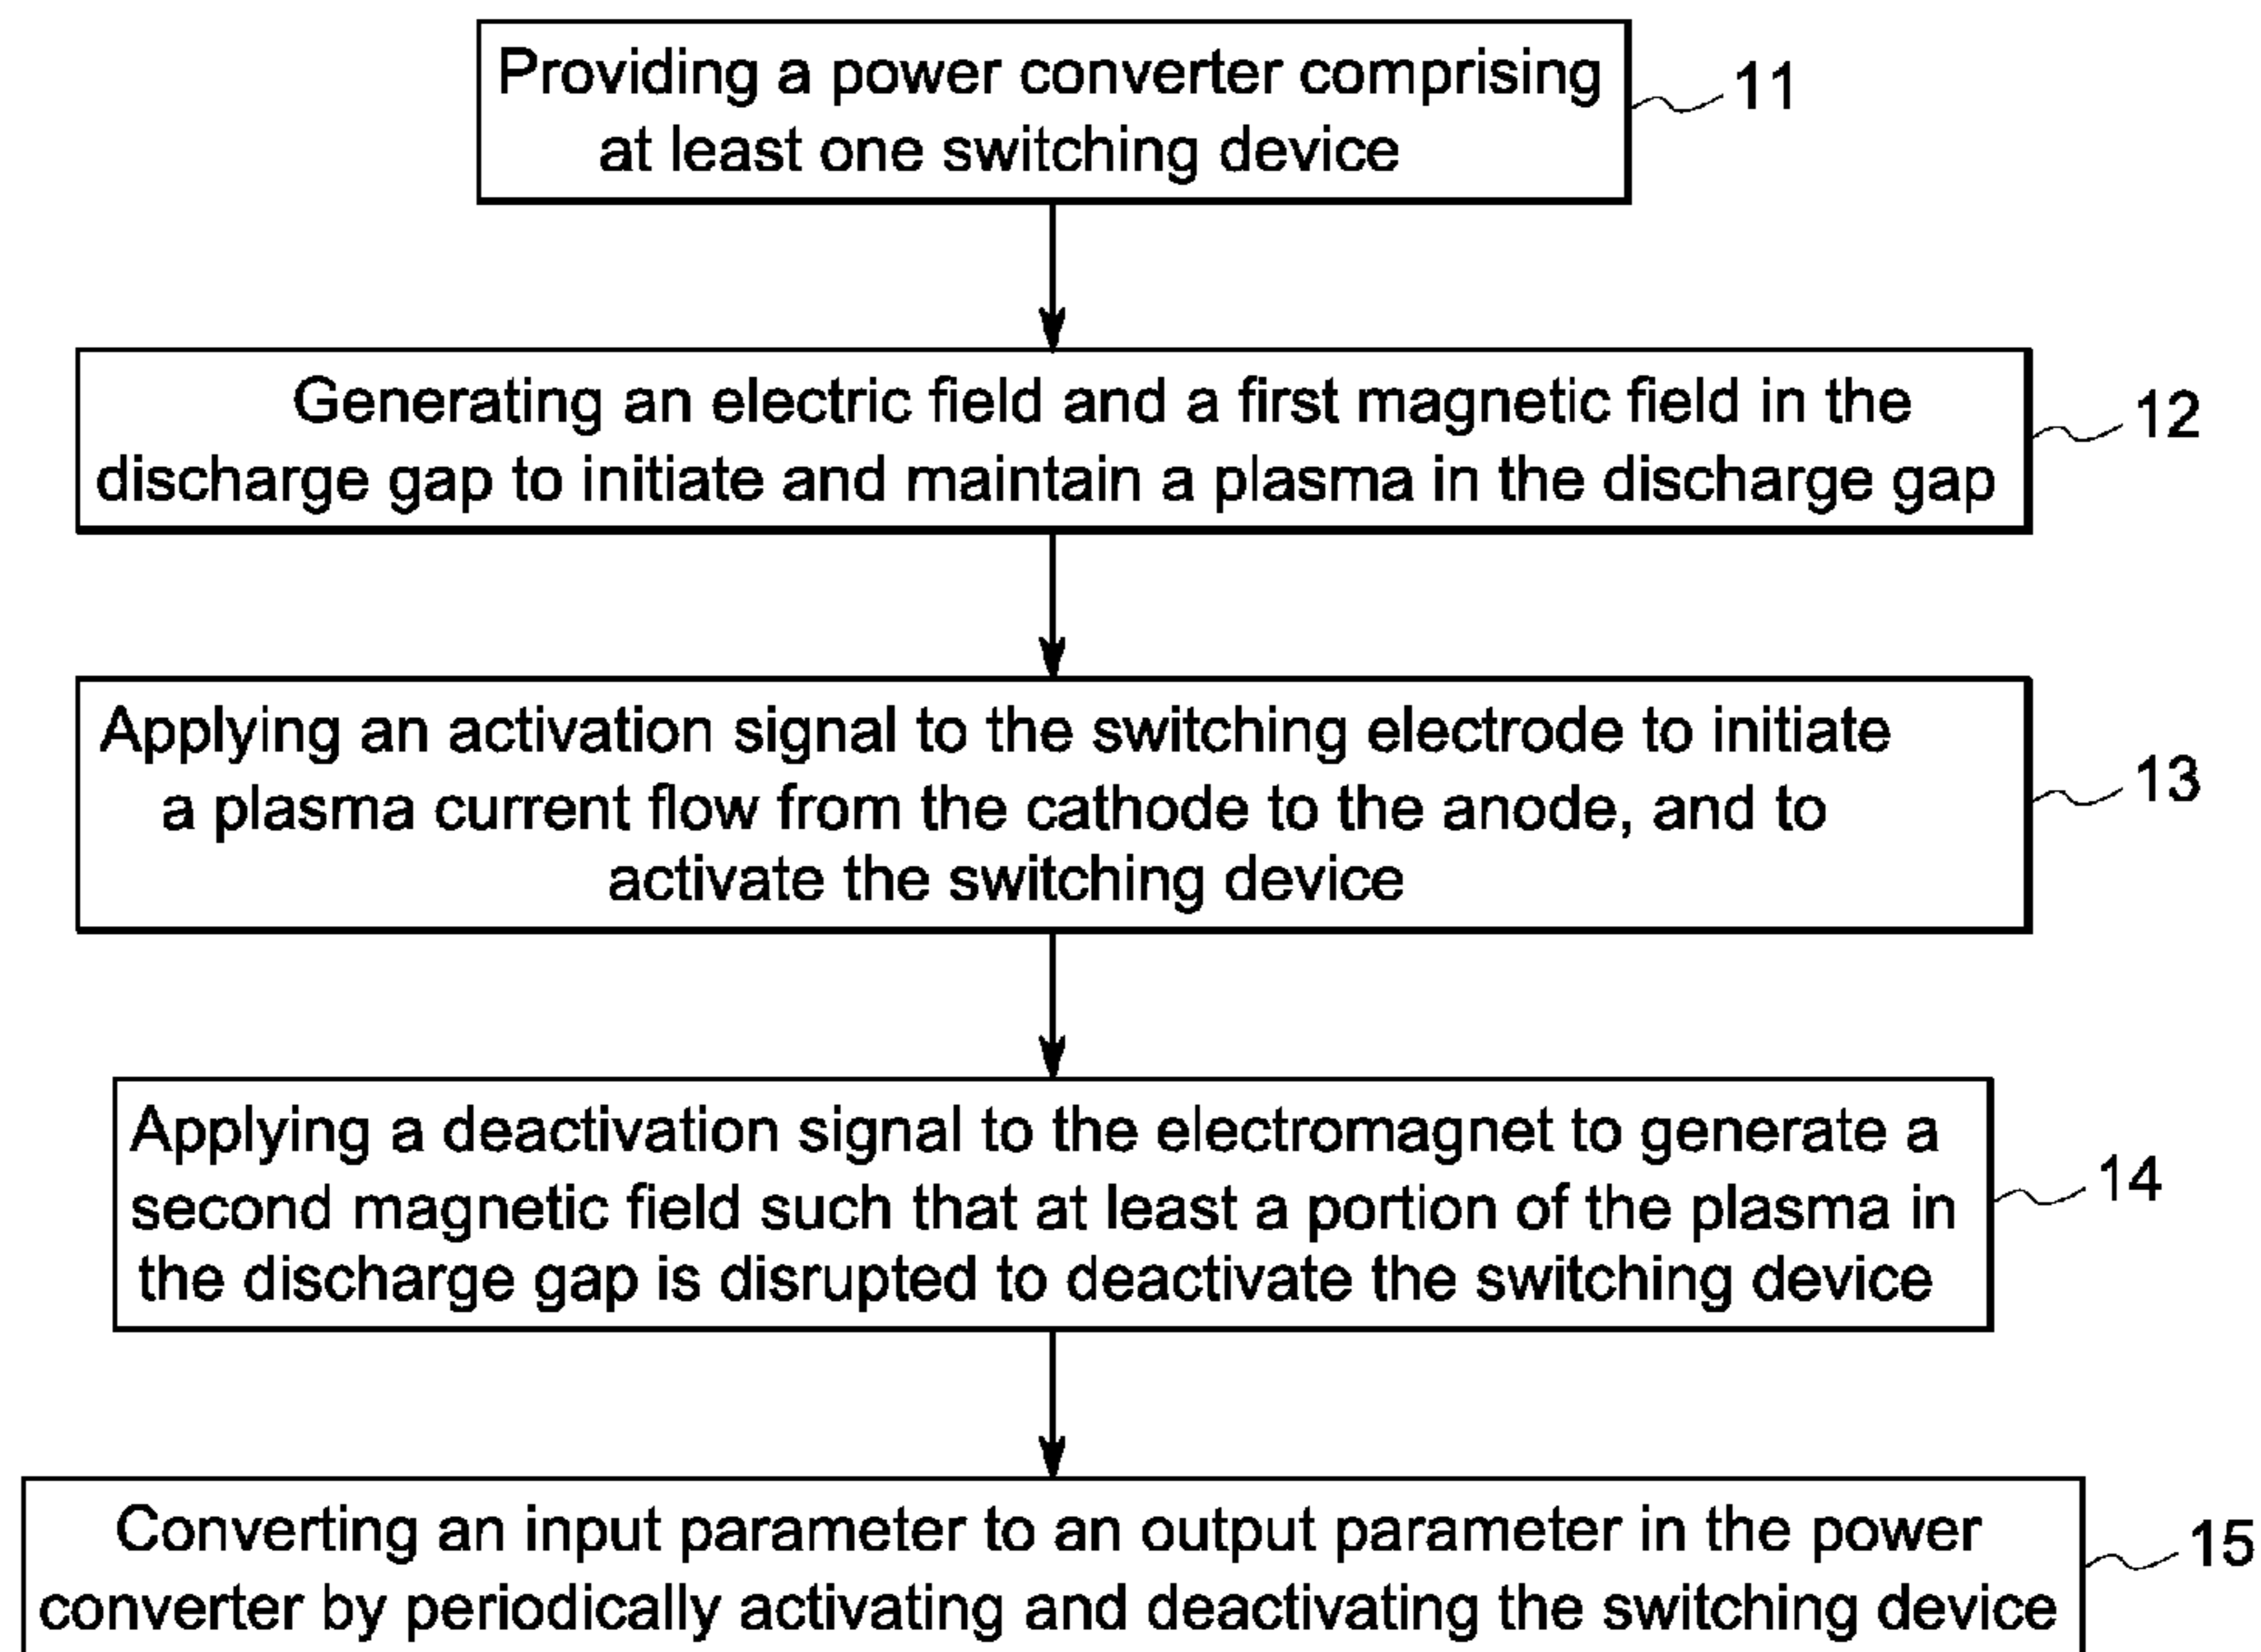 Providing a power converter comprising
at least one switching device
11
Generating an electric field and a first magnetic field in the
discharge gap to initiate and maintain a plasma in the discharge gap
12
Applying an activation signal to the switching electrode to initiate
a plasma current flow from the cathode to the anode, and to
activate the switching device
13
Applying a deactivation signal to the electromagnet to generate a
second magnetic field such that at least a portion of the plasma in
the discharge gap is disrupted to deactivate the switching device
14
Converting an input parameter to an output parameter in the power
converter by periodically activating and deactivating the switching device
15